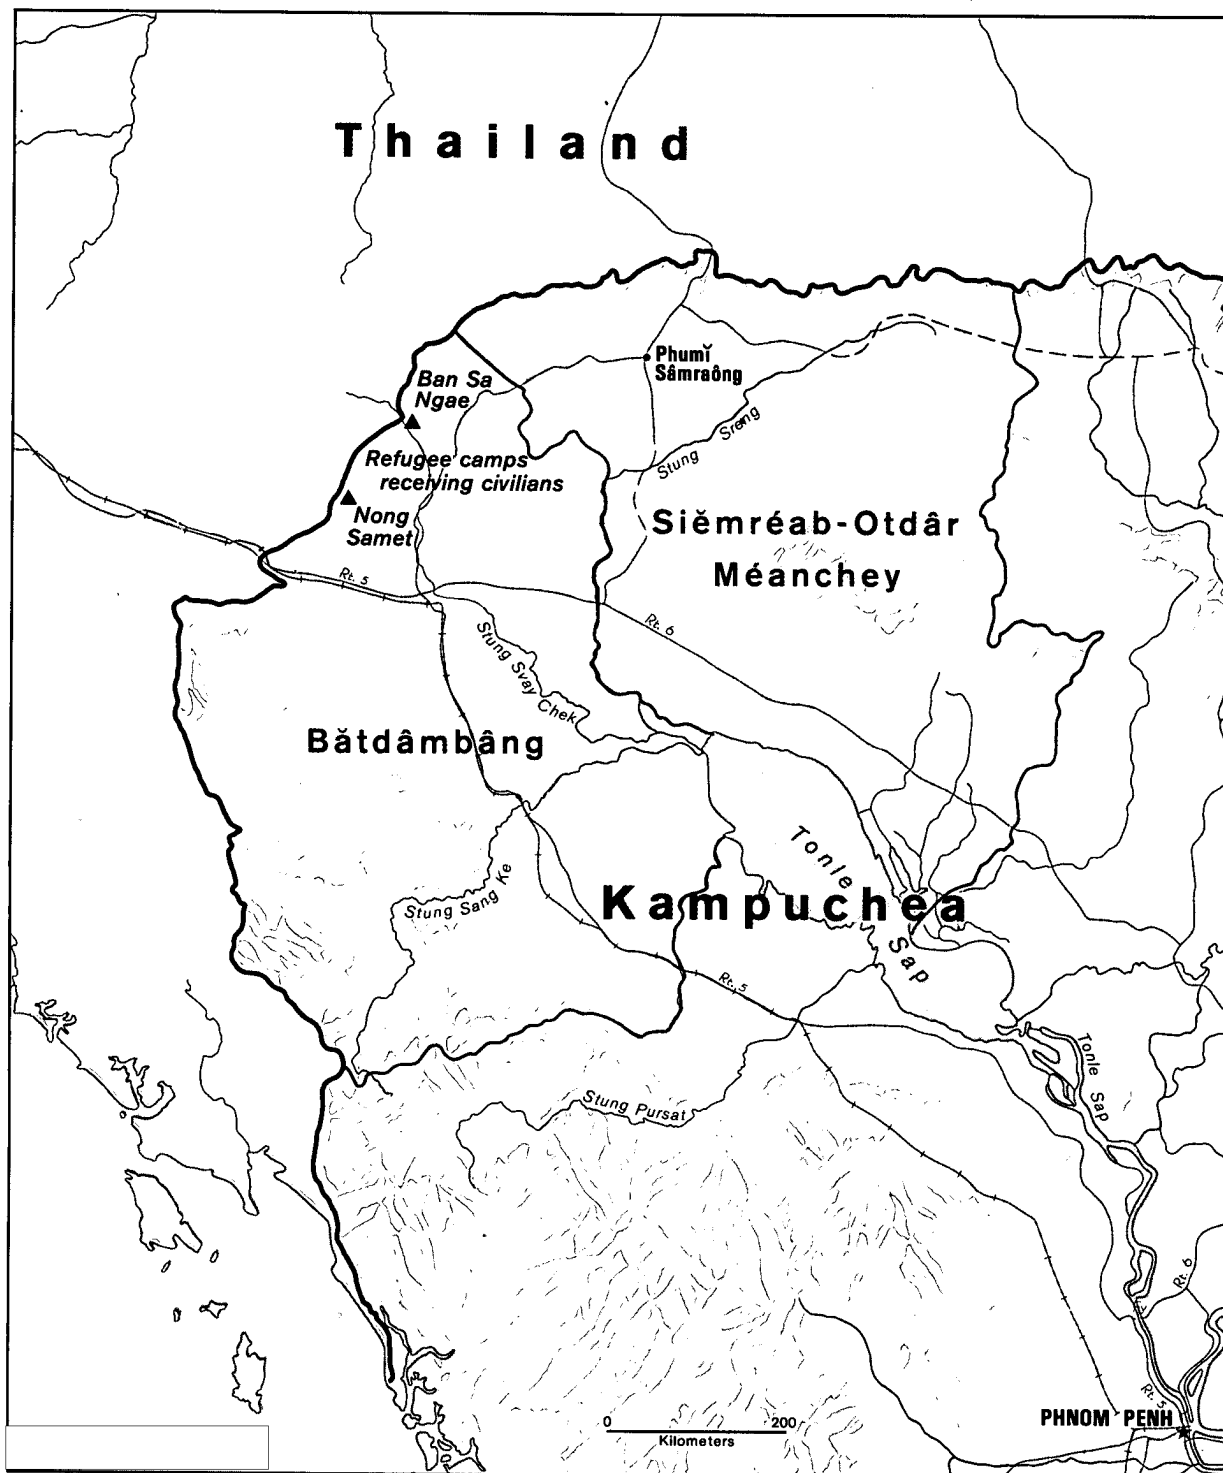 Thailand
Phumĭ
Sâmraông
Ban Sa
Ngae
Stung Sreng
Refugee camps
receiving civilians
Nong
Samet
Siĕmréab-Otdâr
Méanchey
Rt. 5
Rt. 6
Stung Svay Chek
Bătdâmbâng
Tonle Sap
Stung Sang Ke
Kampuchea
Rt. 5
Tonle Sap
Stung Pursat
Rt. 6
Rt. 5
PHNOM PENH
0 200
Kilometers